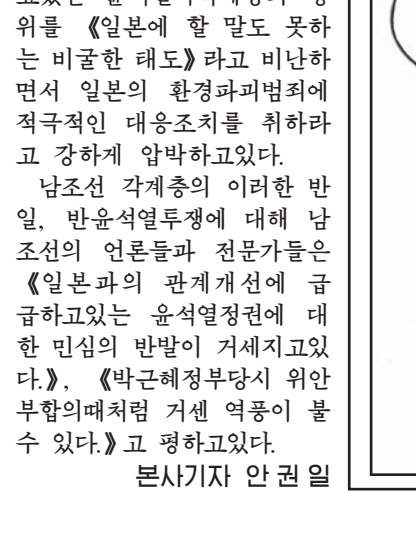 위를 《일본에 할 말도 못하
는 비굴한 태도》라고 비난하
면서 일본의 환경파괴범죄에
적극적인 대응조치를 취하라
고 강하게 압박하고있다.
남조선 각계층의 이러한 반
일, 반윤석열투쟁에 대해 남
조선의 언론들과 전문가들은
《일본과의 관계개선에 급
급하고있는 윤석열정권에 대
한 민심의 반발이 거세지고있
다.》, 《박근혜정부당시 위안
부합의때처럼 거센 역풍이 불
수 있다.》고 평하고있다.
본사기자 안 권 일